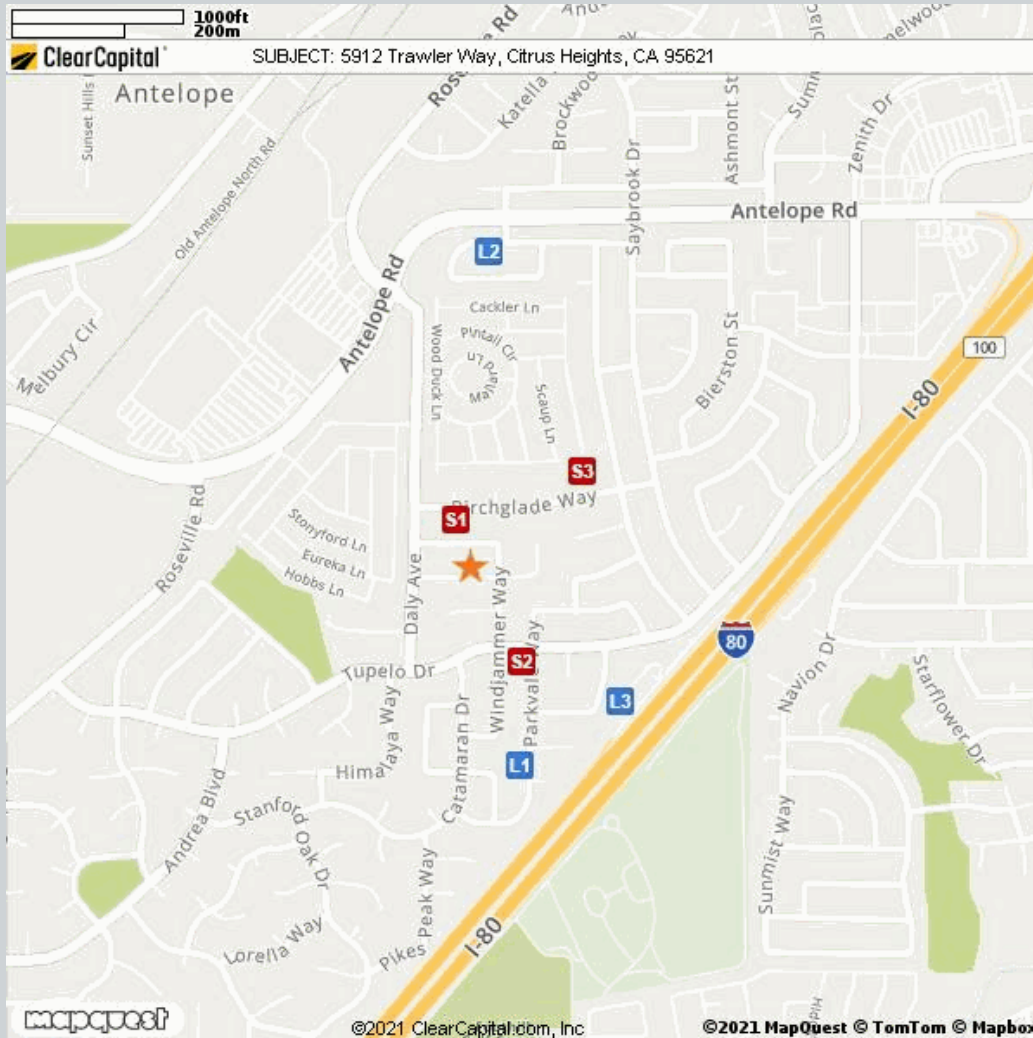 1000ft
200m
ClearCapital
SUBJECT: 5912 Trawler Way, Citrus Heights, CA 95621
Antelope
Sunset Hills
Old Antelope North Rd
Rd
Katella
Saybrook Dr
Ashmont St
Zenith Dr
Antelope Rd
L2
Antelope Rd
Cackler Ln
Pintail Cir
Mallard Ln
Wood Duck Ln
Scaup Ln
Bierston St
100
I-80
Melbury Cir
S3
Birchglade Way
S1
Roseville Rd
Stonyford Ln
Eureka Ln
Hobbs Ln
Daly Ave
Windjammer Way
80
S2
Parkvale Way
Tupelo Dr
L3
Navion Dr
Starflower Dr
L1
Himalaya Way
Catamaran Dr
Stanford Oak Dr
Andrea Blvd
Sunmist Way
Lorella Way
Pikes Peak Way
I-80
mapquest
©2021 ClearCapital.com, Inc
©2021 MapQuest © TomTom © Mapbox